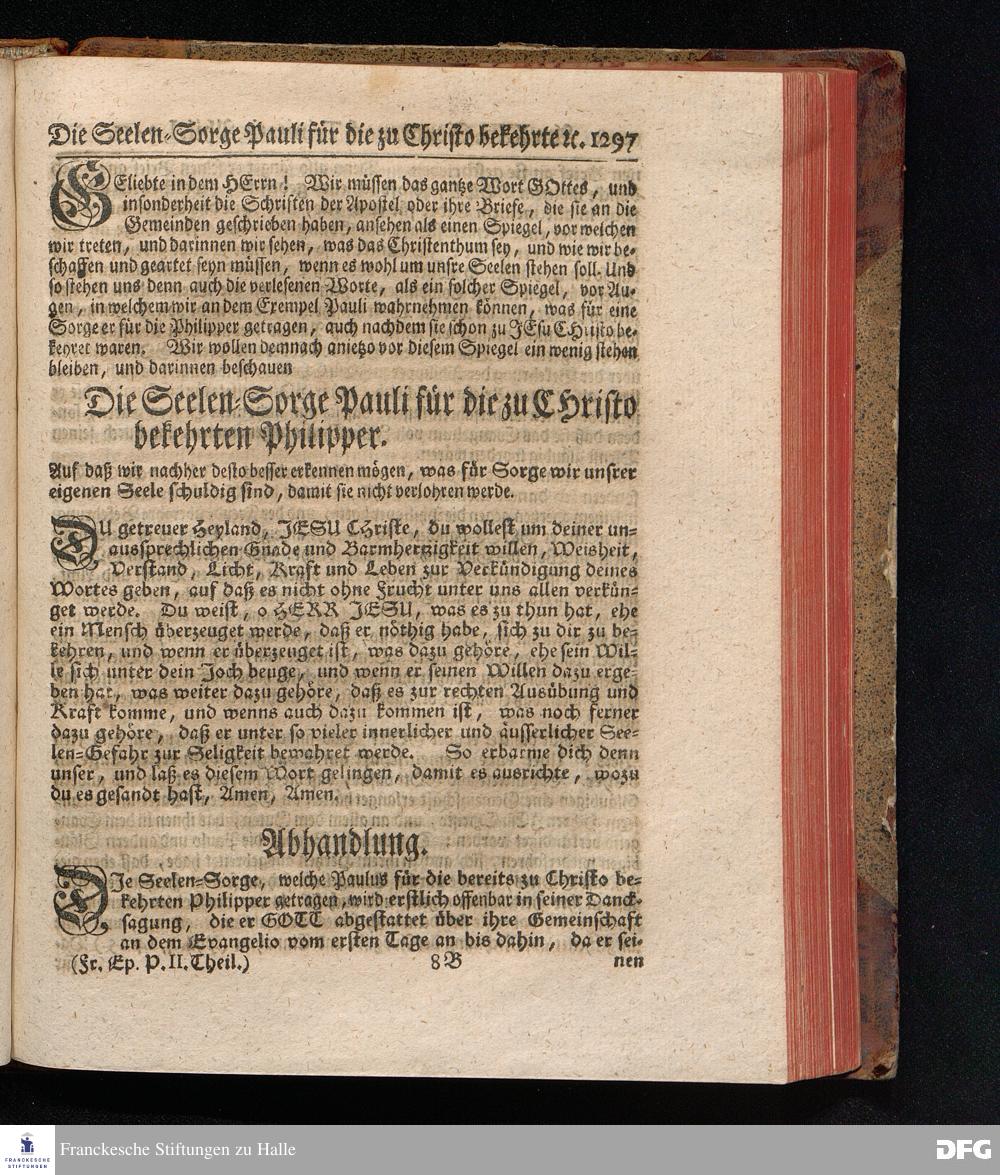 Die Seelen-Sorge Pauli für die zu Christo bekehrte ꝛc. 1297
GEliebte in dem HErrn! Wir müssen das gantze Wort GOttes, und
insonderheit die Schriften der Apostel oder ihre Briefe, die sie an die
Gemeinden geschrieben haben, ansehen als einen Spiegel, vor welchen
wir treten, und darinnen wir sehen, was das Christenthum sey, und wie wir be-
schaffen und geartet seyn müssen, wenn es wohl um unsre Seelen stehen soll. Und
so stehen uns denn auch die verlesenen Worte, als ein solcher Spiegel, vor Au-
gen, in welchem wir an dem Exempel Pauli wahrnehmen können, was für eine
Sorge er für die Philipper getragen, auch nachdem sie schon zu JEsu CHristo be-
kehret waren. Wir wollen demnach anietzo vor diesem Spiegel ein wenig stehen
bleiben, und darinnen beschauen
Die Seelen-Sorge Pauli für die zu CHristo
bekehrten Philipper.
Auf daß wir nachher desto besser erkennen mögen, was für Sorge wir unsrer
eigenen Seele schuldig sind, damit sie nicht verlohren werde.
DU getreuer Heyland, JESU CHriste, du wollest um deiner un-
aussprechlichen Gnade und Barmhertzigkeit willen, Weisheit,
Verstand, Licht, Kraft und Leben zur Verkündigung deines
Wortes geben, auf daß es nicht ohne Frucht unter uns allen verkün-
get werde. Du weist, o HERR JESU, was es zu thun hat, ehe
ein Mensch überzeuget werde, daß er nöthig habe, sich zu dir zu be-
kehren, und wenn er überzeuget ist, was dazu gehöre, ehe sein Wil-
le sich unter dein Joch beuge, und wenn er seinen Willen dazu erge-
ben hat, was weiter dazu gehöre, daß es zur rechten Ausübung und
Kraft komme, und wenns auch dazu kommen ist, was noch ferner
dazu gehöre, daß er unter so vieler innerlicher und äusserlicher See-
len-Gefahr zur Seligkeit bewahret werde. So erbarme dich denn
unser, und laß es diesem Wort gelingen, damit es ausrichte, wozu
du es gesandt hast, Amen, Amen.
Abhandlung.
DJe Seelen-Sorge, welche Paulus für die bereits zu Christo be-
kehrten Philipper getragen, wird erstlich offenbar in seiner Danck-
sagung, die er GOTT abgestattet über ihre Gemeinschaft
an dem Evangelio vom ersten Tage an bis dahin, da er sei-
(Fr. Ep. P. II. Theil.) 8 B nen
FRANCKESCHE
STIFTUNGEN
Franckesche Stiftungen zu Halle
DFG